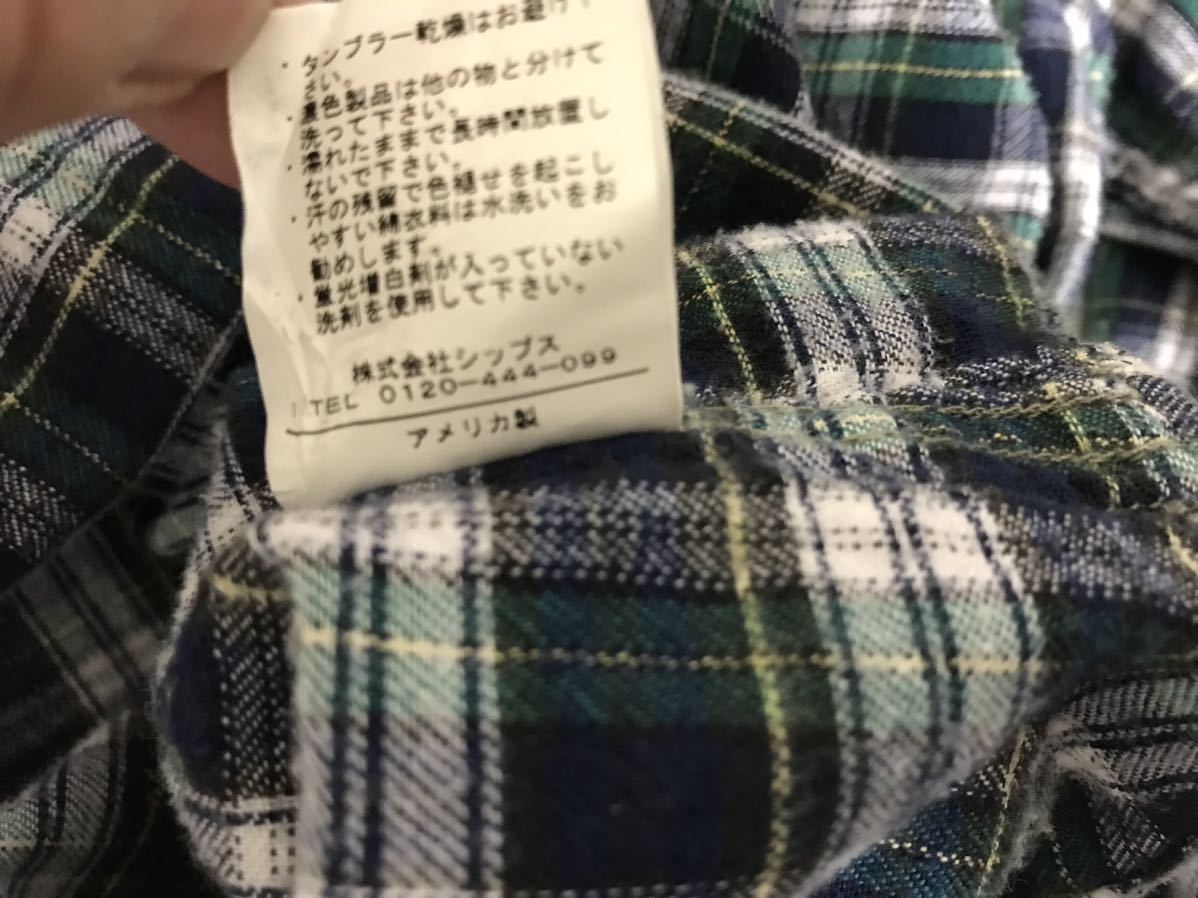 ・タンブラー乾燥はお避け下
さい。
・濃色製品は他の物と分けて
洗って下さい。
・濡れたままで長時間放置し
ないで下さい。
・汗の残留で色褪せを起こし
やすい綿衣料は水洗いをお
勧めします。
・蛍光増白剤が入っていない
洗剤を使用して下さい。
株式会社シップス
TEL 0120-444-099
アメリカ製